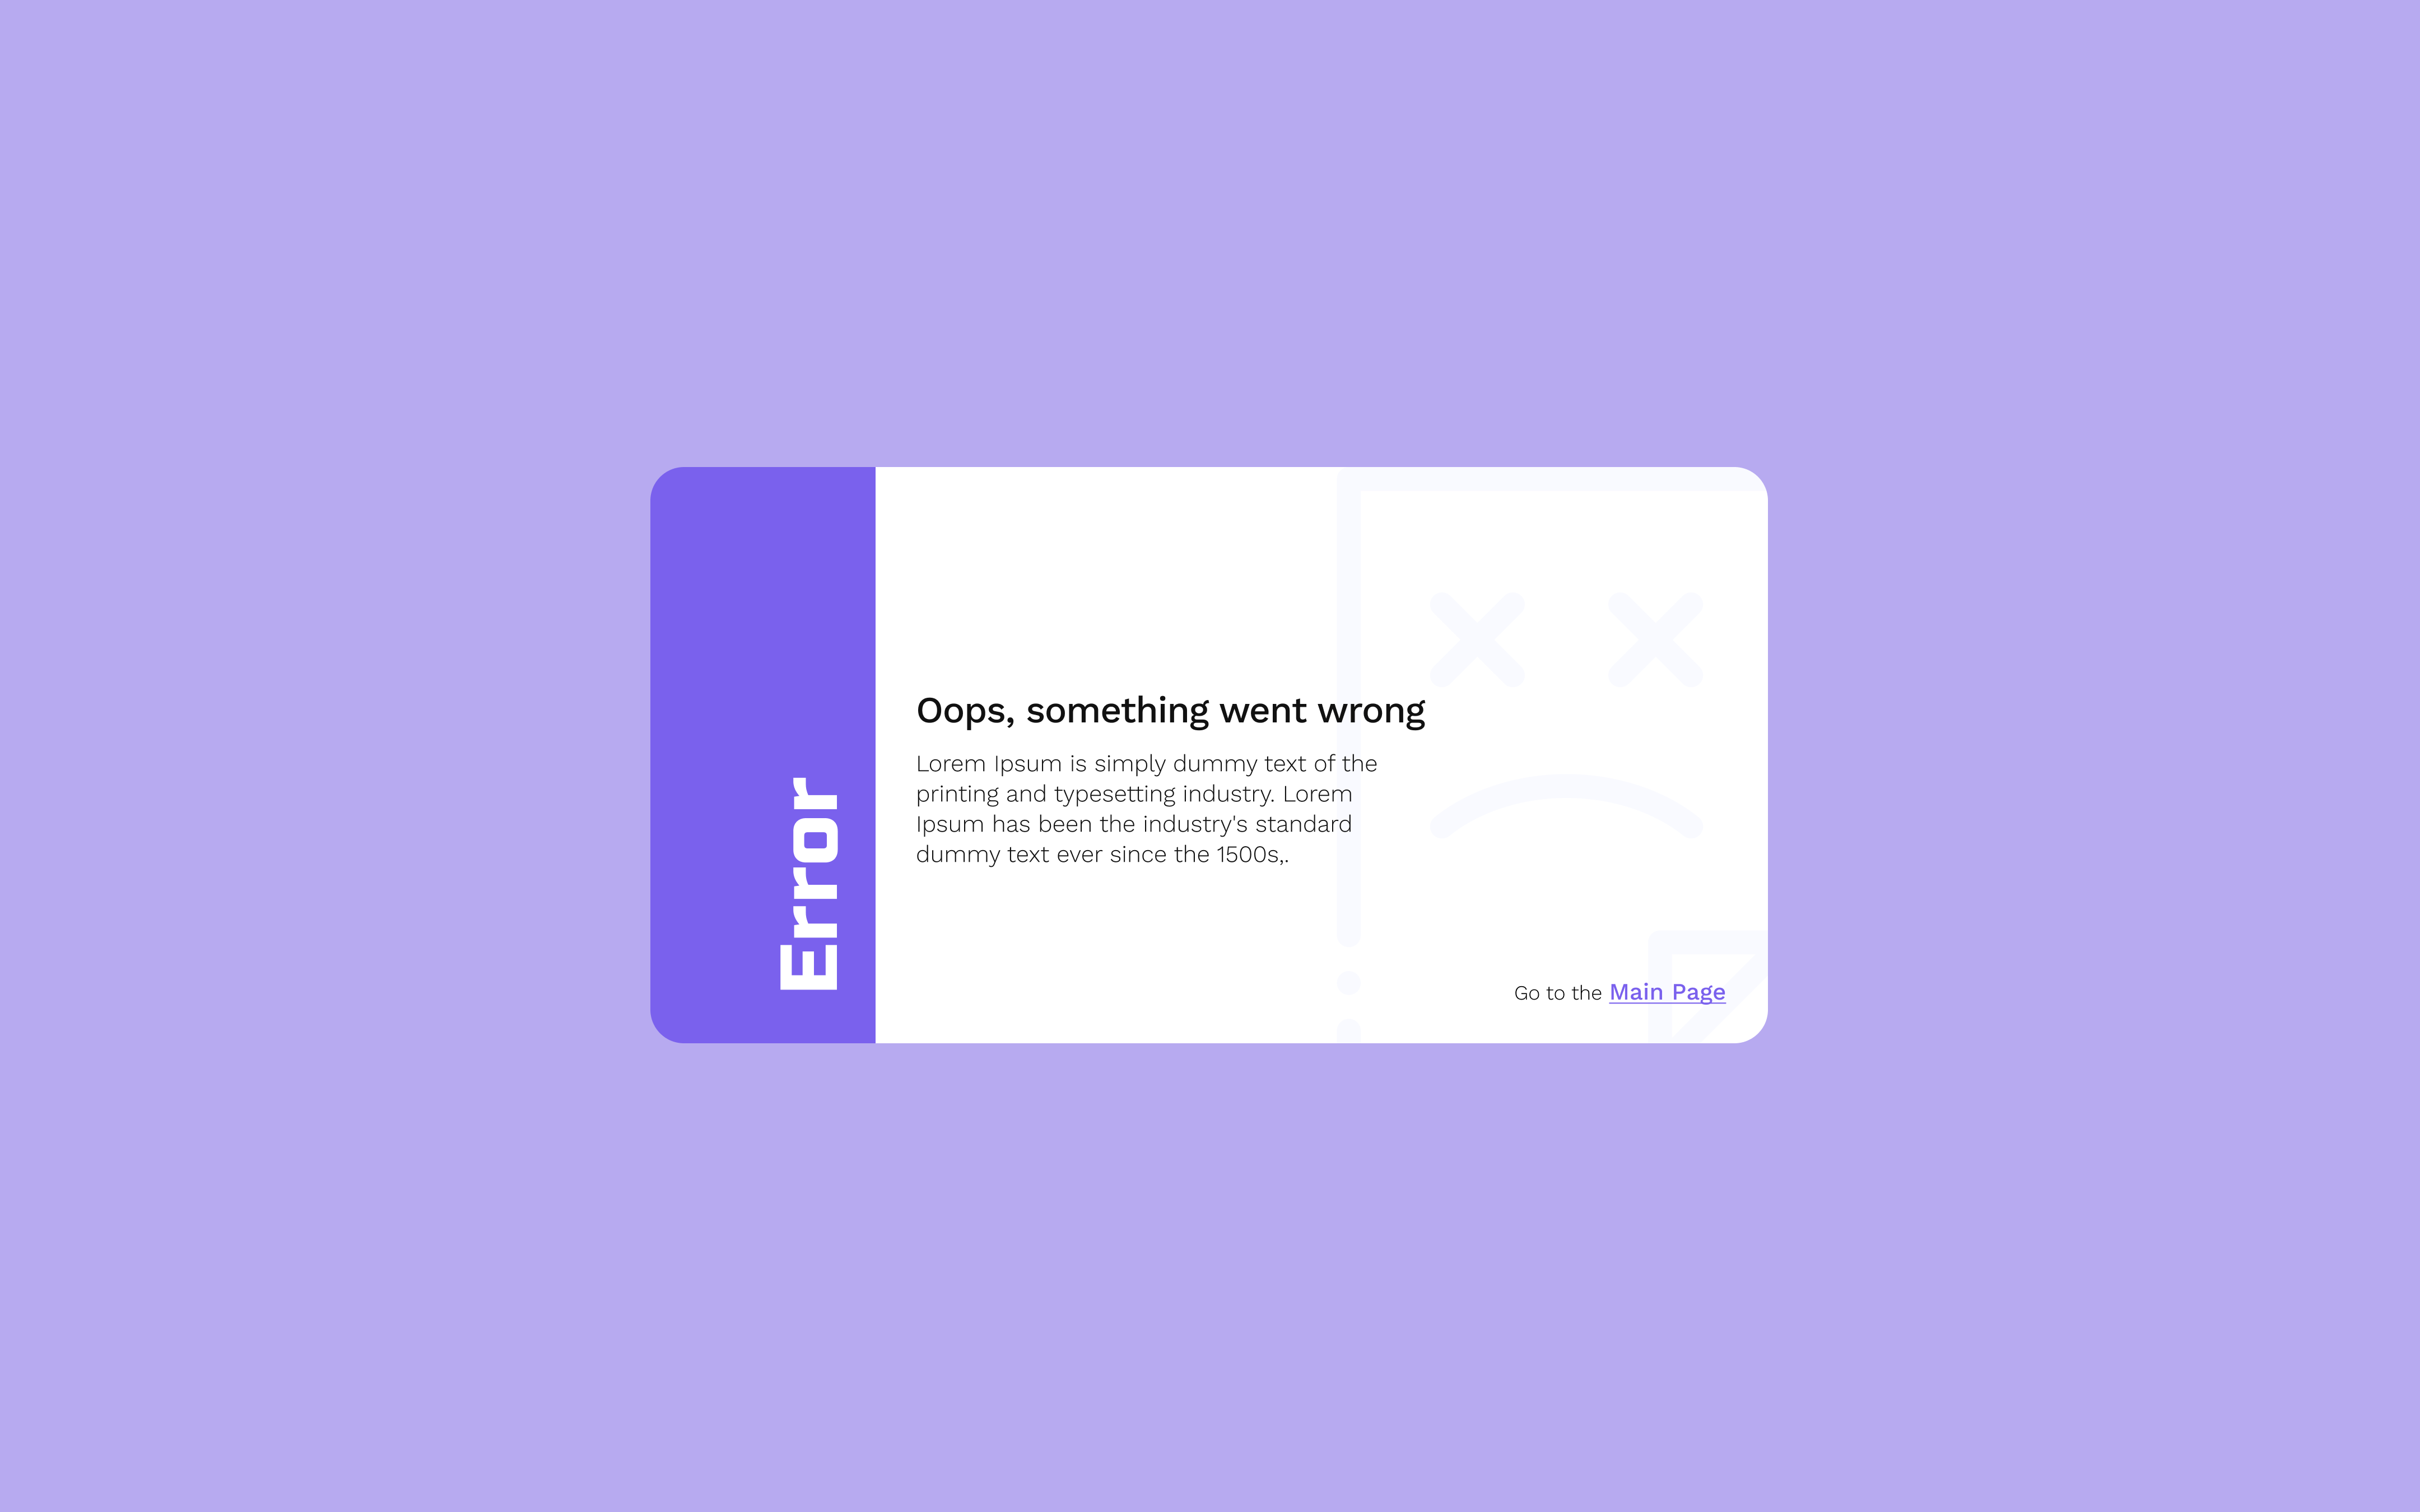 Error
Oops, something went wrong
Lorem Ipsum is simply dummy text of the
printing and typesetting industry. Lorem
Ipsum has been the industry's standard
dummy text ever since the 1500s,.
Go to the Main Page